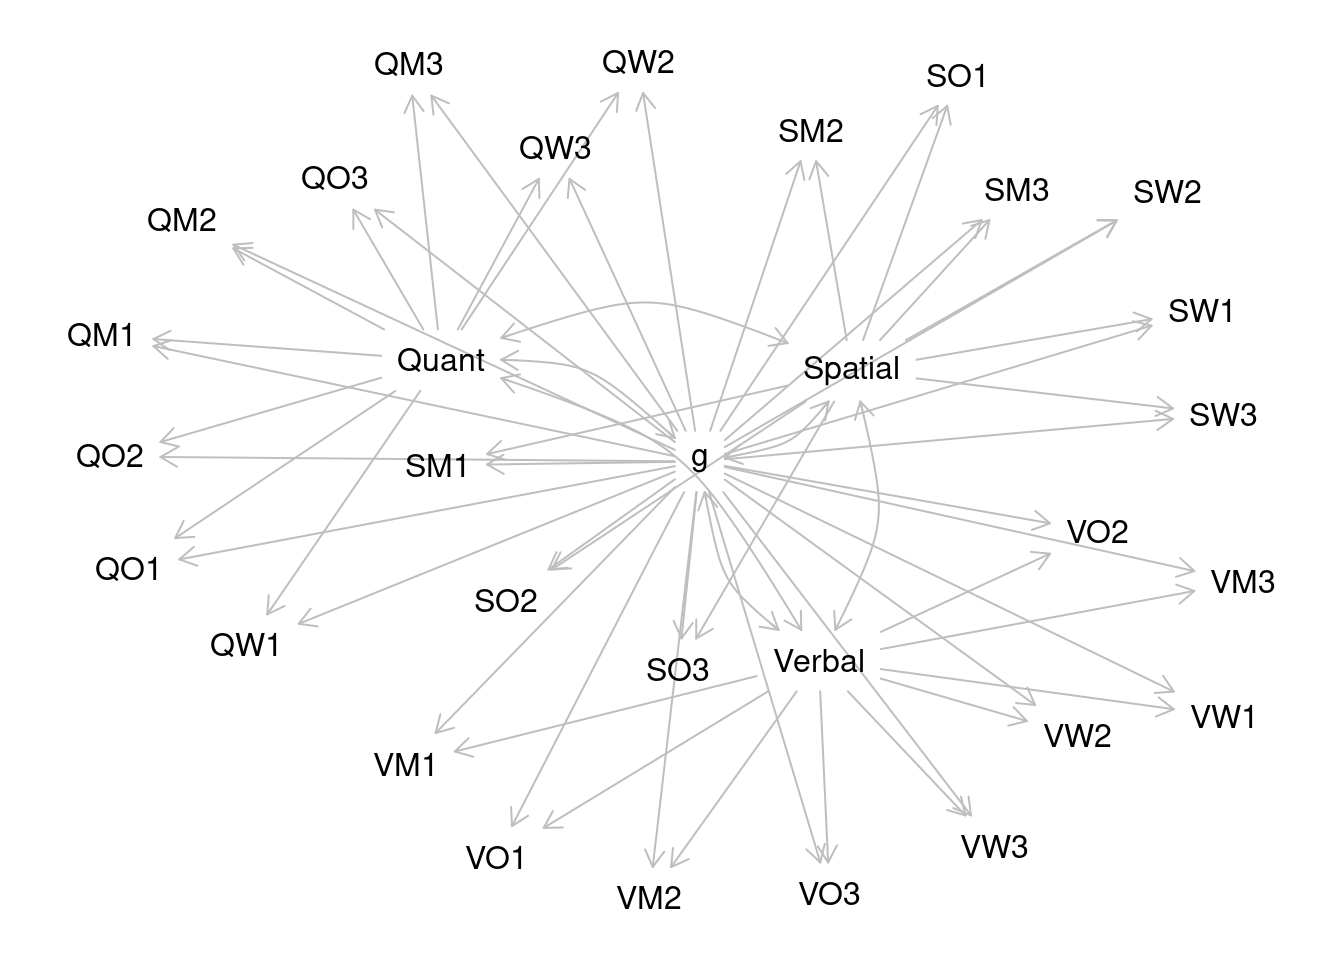 QM3
QW2
SO1
SM2
QW3
QO3
SM3
SW2
QM2
SW1
QM1
Quant
Spatial
SW3
QO2
SM1
g
VO2
QO1
VM3
SO2
QW1
SO3
Verbal
VW1
VW2
VM1
VW3
VO1
VM2
VO3